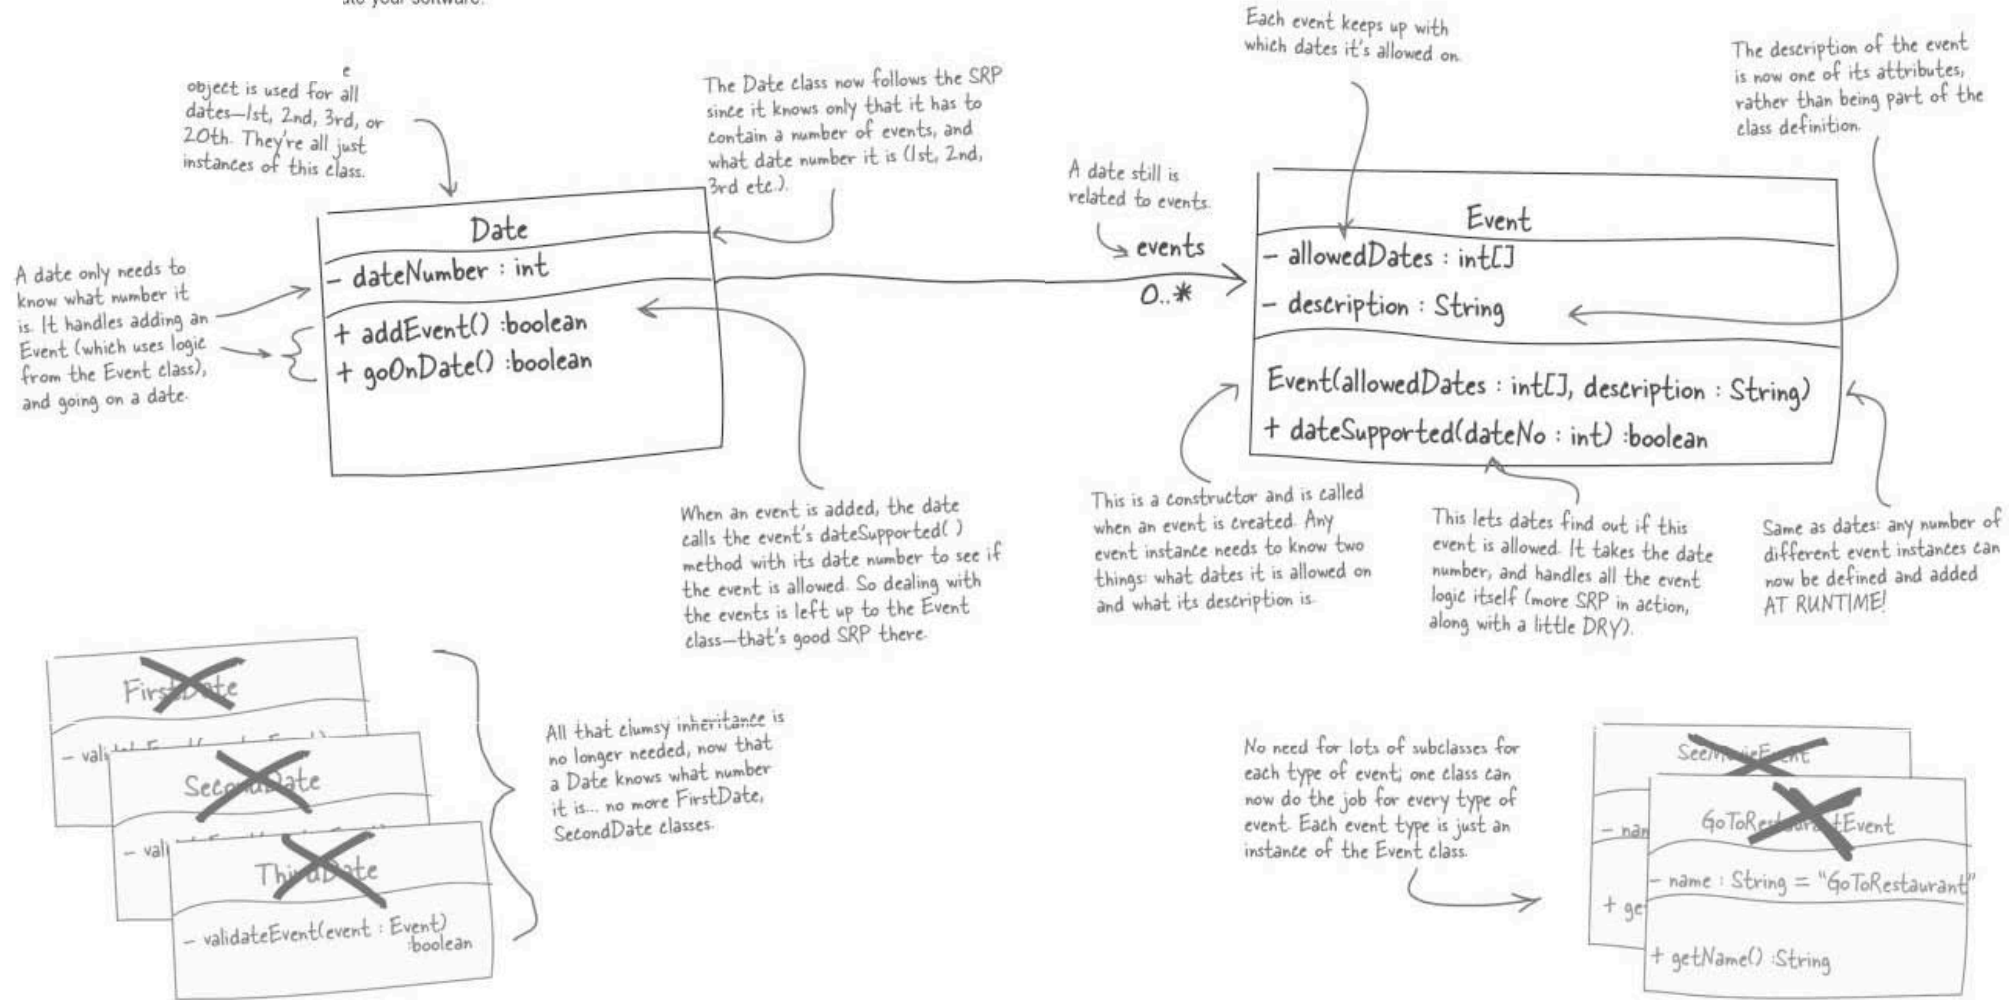 your software.
e
object is used for all
dates—1st, 2nd, 3rd, or
20th. They're all just
instances of this class.
The Date class now follows the SRP
since it knows only that it has to
contain a number of events, and
what date number it is (1st, 2nd,
3rd etc.).
Each event keeps up with
which dates it's allowed on.
The description of the event
is now one of its attributes,
rather than being part of the
class definition.
A date still is
related to events.
A date only needs to
know what number it
is. It handles adding an
Event (which uses logic
from the Event class),
and going on a date.
Date
- dateNumber : int
+ addEvent() :boolean
+ goOnDate() :boolean
events
0..*
Event
- allowedDates : int[]
- description : String
Event(allowedDates : int[], description : String)
+ dateSupported(dateNo : int) :boolean
When an event is added, the date
calls the event's dateSupported( )
method with its date number to see if
the event is allowed. So dealing with
the events is left up to the Event
class—that's good SRP there.
This is a constructor and is called
when an event is created. Any
event instance needs to know two
things: what dates it is allowed on
and what its description is.
This lets dates find out if this
event is allowed. It takes the date
number, and handles all the event
logic itself (more SRP in action,
along with a little DRY).
Same as dates: any number of
different event instances can
now be defined and added
AT RUNTIME!
FirstDate
- vali
SecondDate
- vali
ThirdDate
- validateEvent(event : Event)
:boolean
All that clumsy inheritance is
no longer needed, now that
a Date knows what number
it is... no more FirstDate,
SecondDate classes.
No need for lots of subclasses for
each type of event; one class can
now do the job for every type of
event. Each event type is just an
instance of the Event class.
SeeMovieEvent
- nam
+ ge
GoToRestaurantEvent
- name : String = "GoToRestaurant"
+ getName() :String